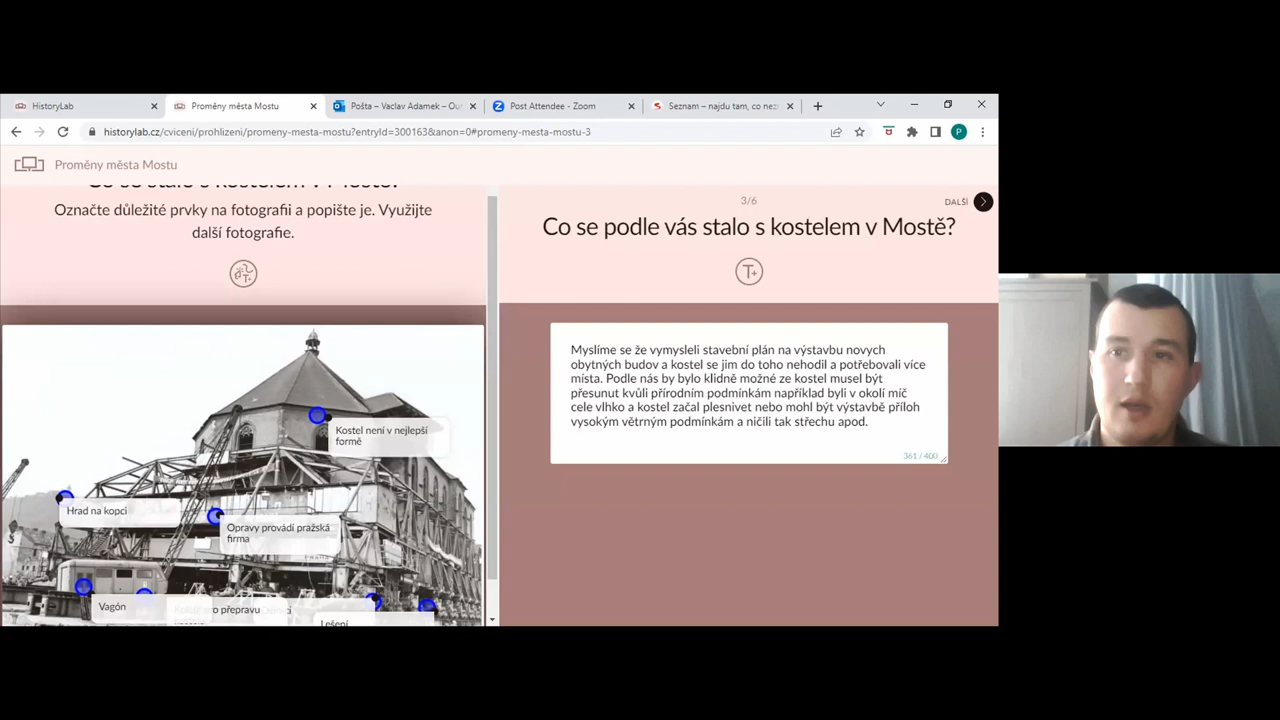 HistoryLab
Proměny města Mostu
Pošta – Vaclav Adamek – Ou
Post Attendee - Zoom
Seznam – najdu tam, co nez
historylab.cz/cviceni/prohlizeni/promeny-mesta-mostu?entryId=300163&anon=0#promeny-mesta-mostu-3
P
Proměny města Mostu
Označte důležité prvky na fotografii a popište je. Využijte
další fotografie.
Kostel není v nejlepší
formě
Hrad na kopci
Opravy provádí pražská
firma
Vagón
pro přepravu
Lešení
3/6
DALŠÍ
Co se podle vás stalo s kostelem v Mostě?
T+
Myslíme se že vymysleli stavební plán na výstavbu novych
obytných budov a kostel se jim do toho nehodil a potřebovali více
místa. Podle nás by bylo klidně možné ze kostel musel být
přesunut kvůli přírodním podmínkám například byli v okolí míč
cele vlhko a kostel začal plesnivet nebo mohl být výstavbě příloh
vysokým větrným podmínkám a ničili tak střechu apod.
361 / 400